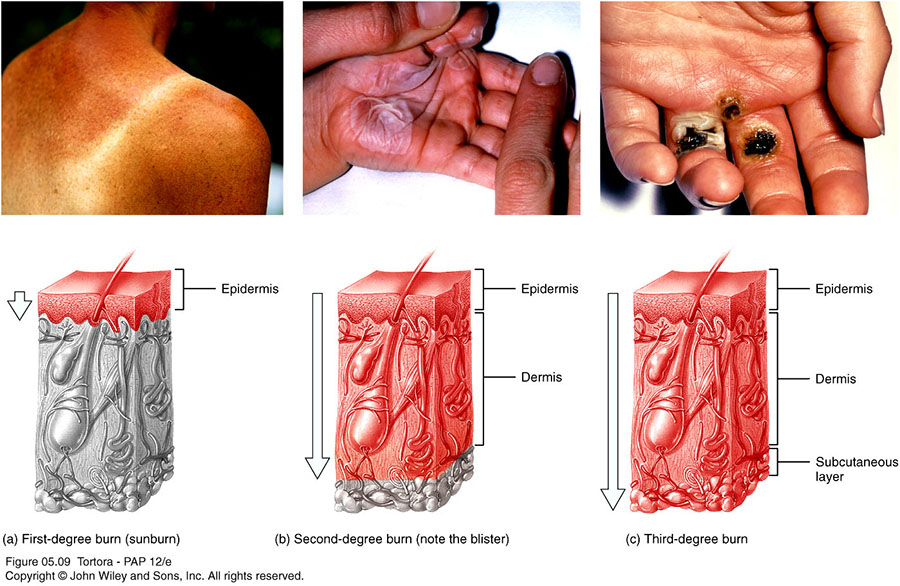 Epidermis
Epidermis
Dermis
Epidermis
Dermis
Subcutaneous
layer
(a) First-degree burn (sunburn)
(b) Second-degree burn (note the blister)
(c) Third-degree burn
Figure 05.09  Tortora - PAP 12/e
Copyright © John Wiley and Sons, Inc. All rights reserved.